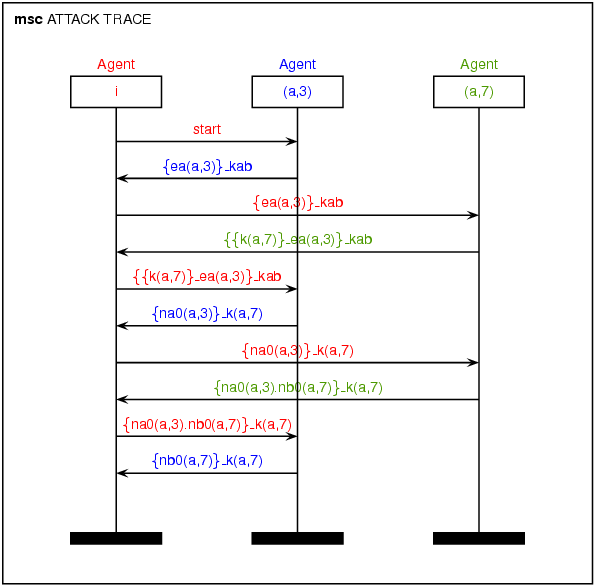 msc ATTACK TRACE
Agent Agent Agent
i (a,3) (a,7)
start
{ea(a,3)}_kab
{ea(a,3)}_kab
{{k(a,7)}_ea(a,3)}_kab
{{k(a,7)}_ea(a,3)}_kab
{na0(a,3)}_k(a,7)
{na0(a,3)}_k(a,7)
{na0(a,3).nb0(a,7)}_k(a,7)
{na0(a,3).nb0(a,7)}_k(a,7)
{nb0(a,7)}_k(a,7)